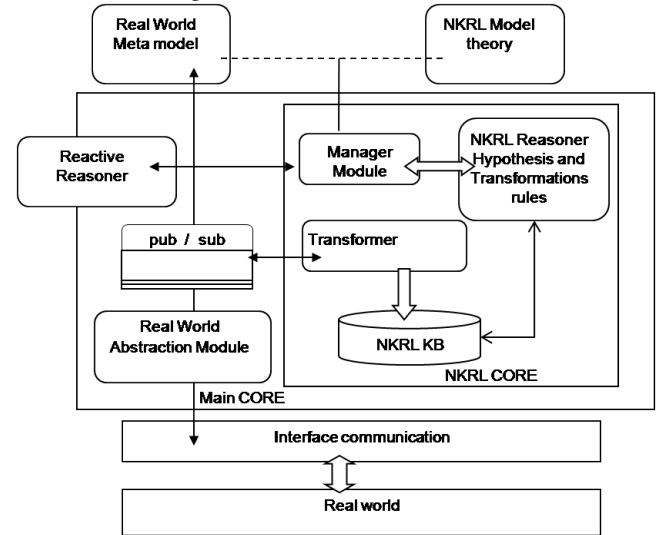 Real World
Meta model
NKRL Model
theory
Reactive
Reasoner
Manager
Module
NKRL Reasoner
Hypothesis and
Transformations
rules
pub / sub
Transformer
Real World
Abstraction Module
NKRL KB
NKRL CORE
Main CORE
Interface communication
Real world